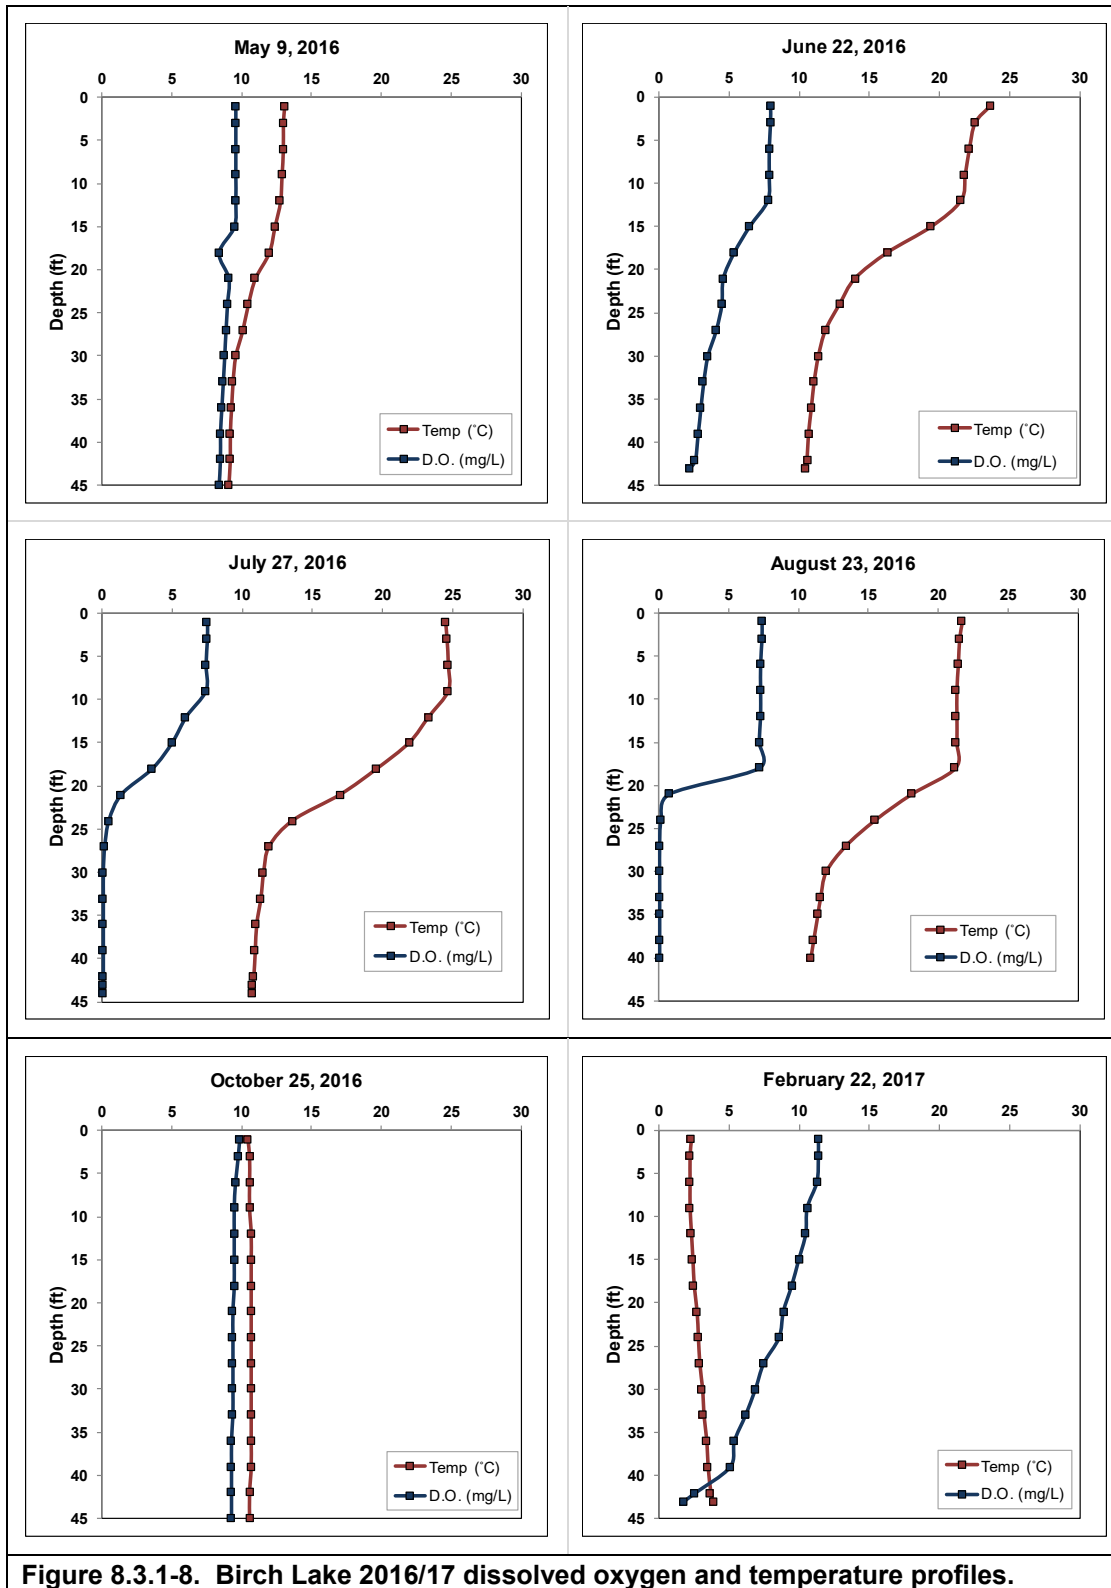 May 9, 2016
0 5 10 15 20 25 30
0
5
10
15
20
25
30
35
40
45
Depth (ft)
Temp (˚C)
D.O. (mg/L)
June 22, 2016
0 5 10 15 20 25 30
0
5
10
15
20
25
30
35
40
45
Depth (ft)
Temp (˚C)
D.O. (mg/L)
July 27, 2016
0 5 10 15 20 25 30
0
5
10
15
20
25
30
35
40
45
Depth (ft)
Temp (˚C)
D.O. (mg/L)
August 23, 2016
0 5 10 15 20 25 30
0
5
10
15
20
25
30
35
40
45
Depth (ft)
Temp (˚C)
D.O. (mg/L)
October 25, 2016
0 5 10 15 20 25 30
0
5
10
15
20
25
30
35
40
45
Depth (ft)
Temp (˚C)
D.O. (mg/L)
February 22, 2017
0 5 10 15 20 25 30
0
5
10
15
20
25
30
35
40
45
Depth (ft)
Temp (˚C)
D.O. (mg/L)
Figure 8.3.1-8. Birch Lake 2016/17 dissolved oxygen and temperature profiles.